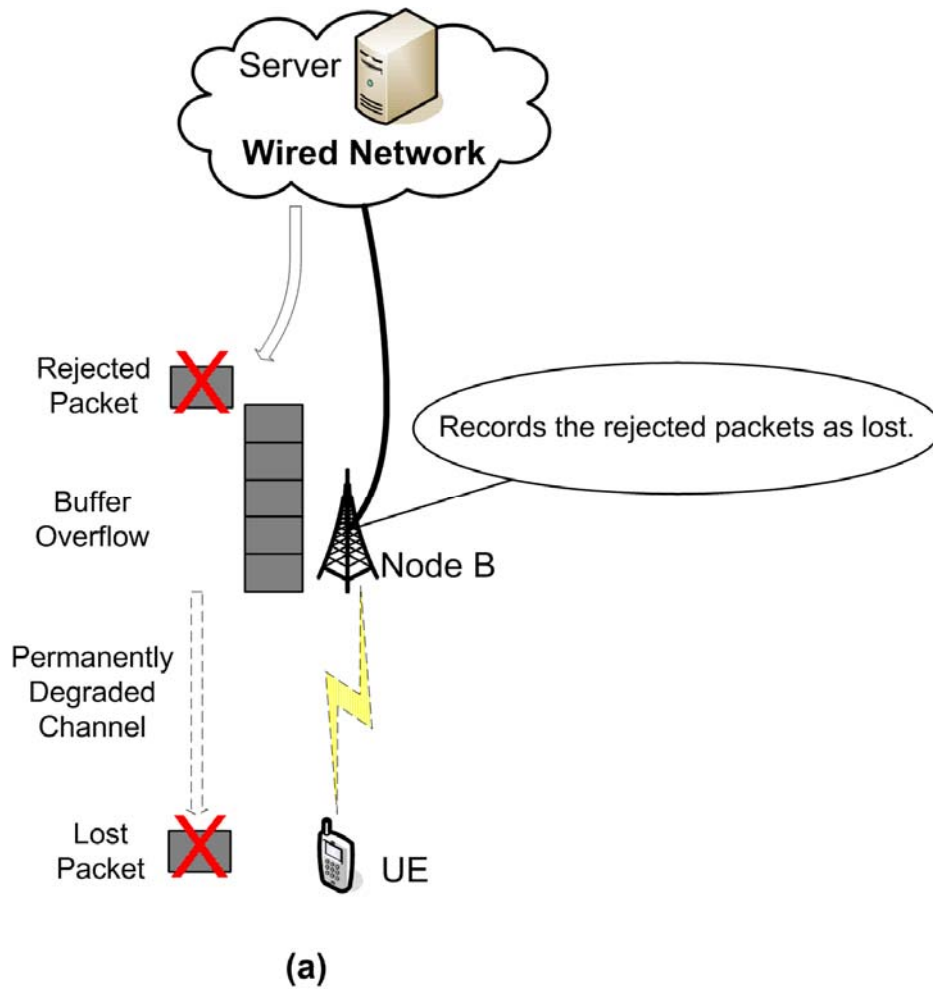 Server
Wired Network
Rejected
Packet
Records the rejected packets as lost.
Buffer
Overflow
Node B
Permanently
Degraded
Channel
Lost
Packet
UE
(a)